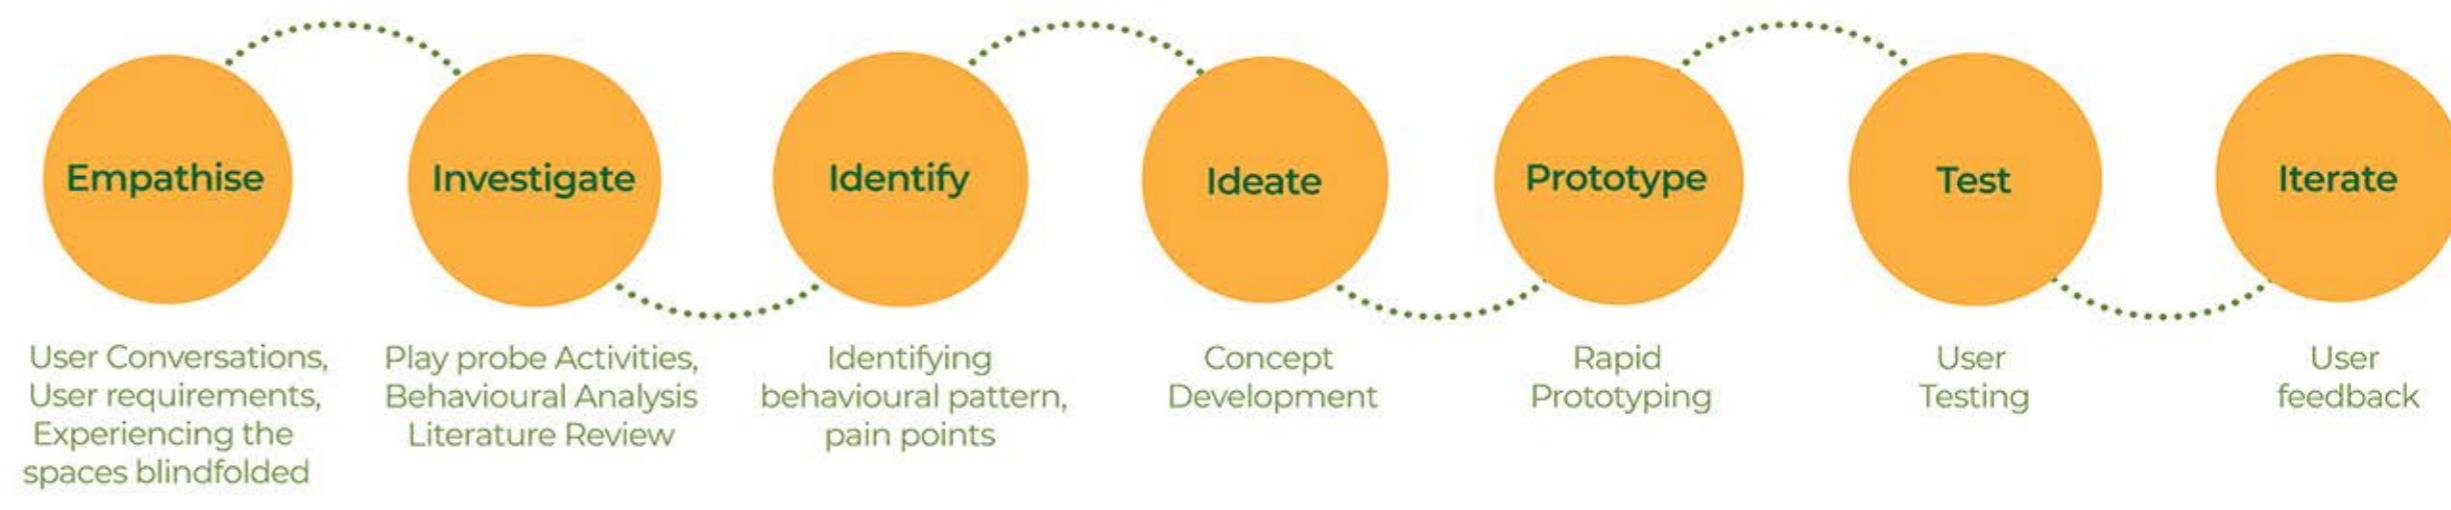 Empathise
Investigate
Identify
Ideate
Prototype
Test
Iterate
User Conversations,
User requirements,
Experiencing the
spaces blindfolded
Play probe Activities,
Behavioural Analysis
Literature Review
Identifying
behavioural pattern,
pain points
Concept
Development
Rapid
Prototyping
User
Testing
User
feedback